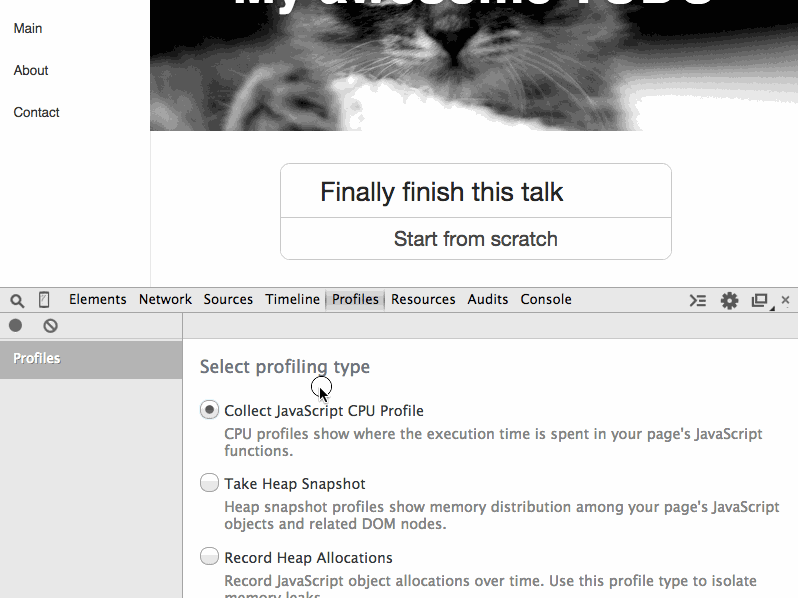 My awesome TODO
Main
About
Contact
Finally finish this talk
Start from scratch
Elements Network Sources Timeline Profiles Resources Audits Console
Profiles
Select profiling type
Collect JavaScript CPU Profile
CPU profiles show where the execution time is spent in your page's JavaScript
functions.
Take Heap Snapshot
Heap snapshot profiles show memory distribution among your page's JavaScript
objects and related DOM nodes.
Record Heap Allocations
Record JavaScript object allocations over time. Use this profile type to isolate
memory leaks.